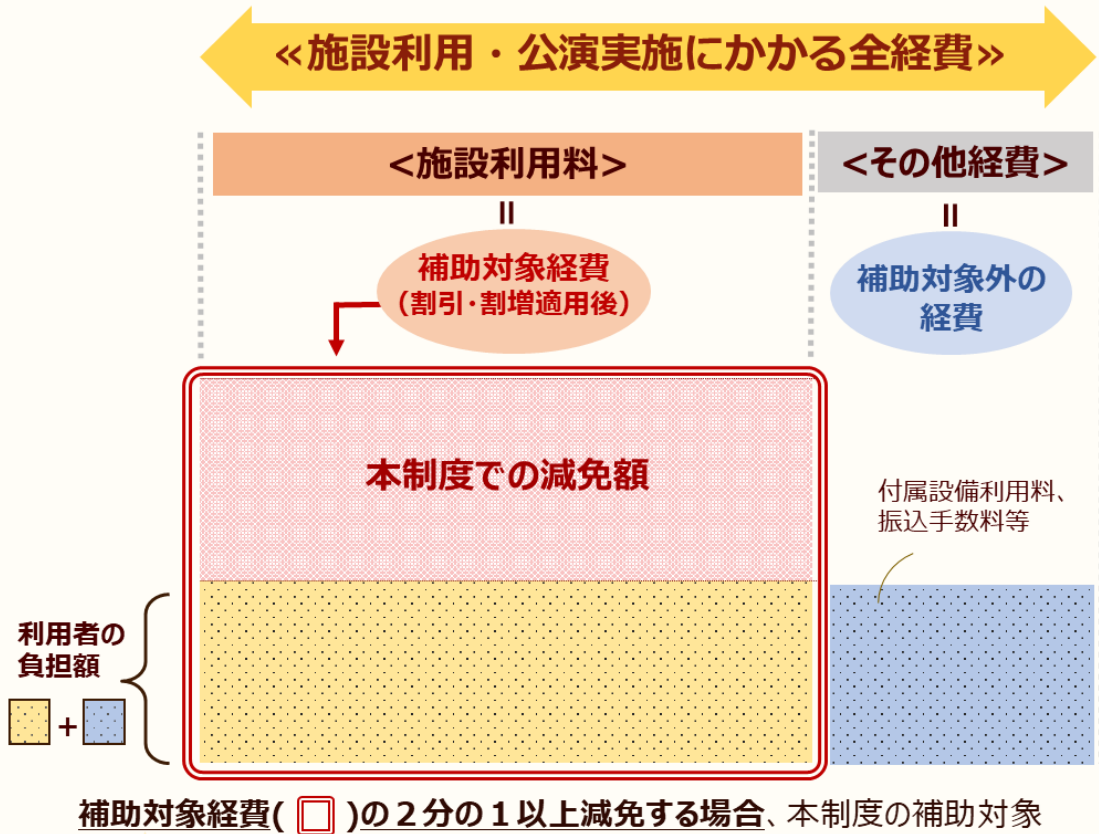 ≪施設利用・公演実施にかかる全経費≫
<施設利用料>
<その他経費>
=
=
補助対象経費
(割引・割増適用後)
補助対象外の
経費
本制度での減免額
付属設備利用料、
振込手数料等
利用者の
負担額
+
補助対象経費( )の２分の１以上減免する場合、本制度の補助対象